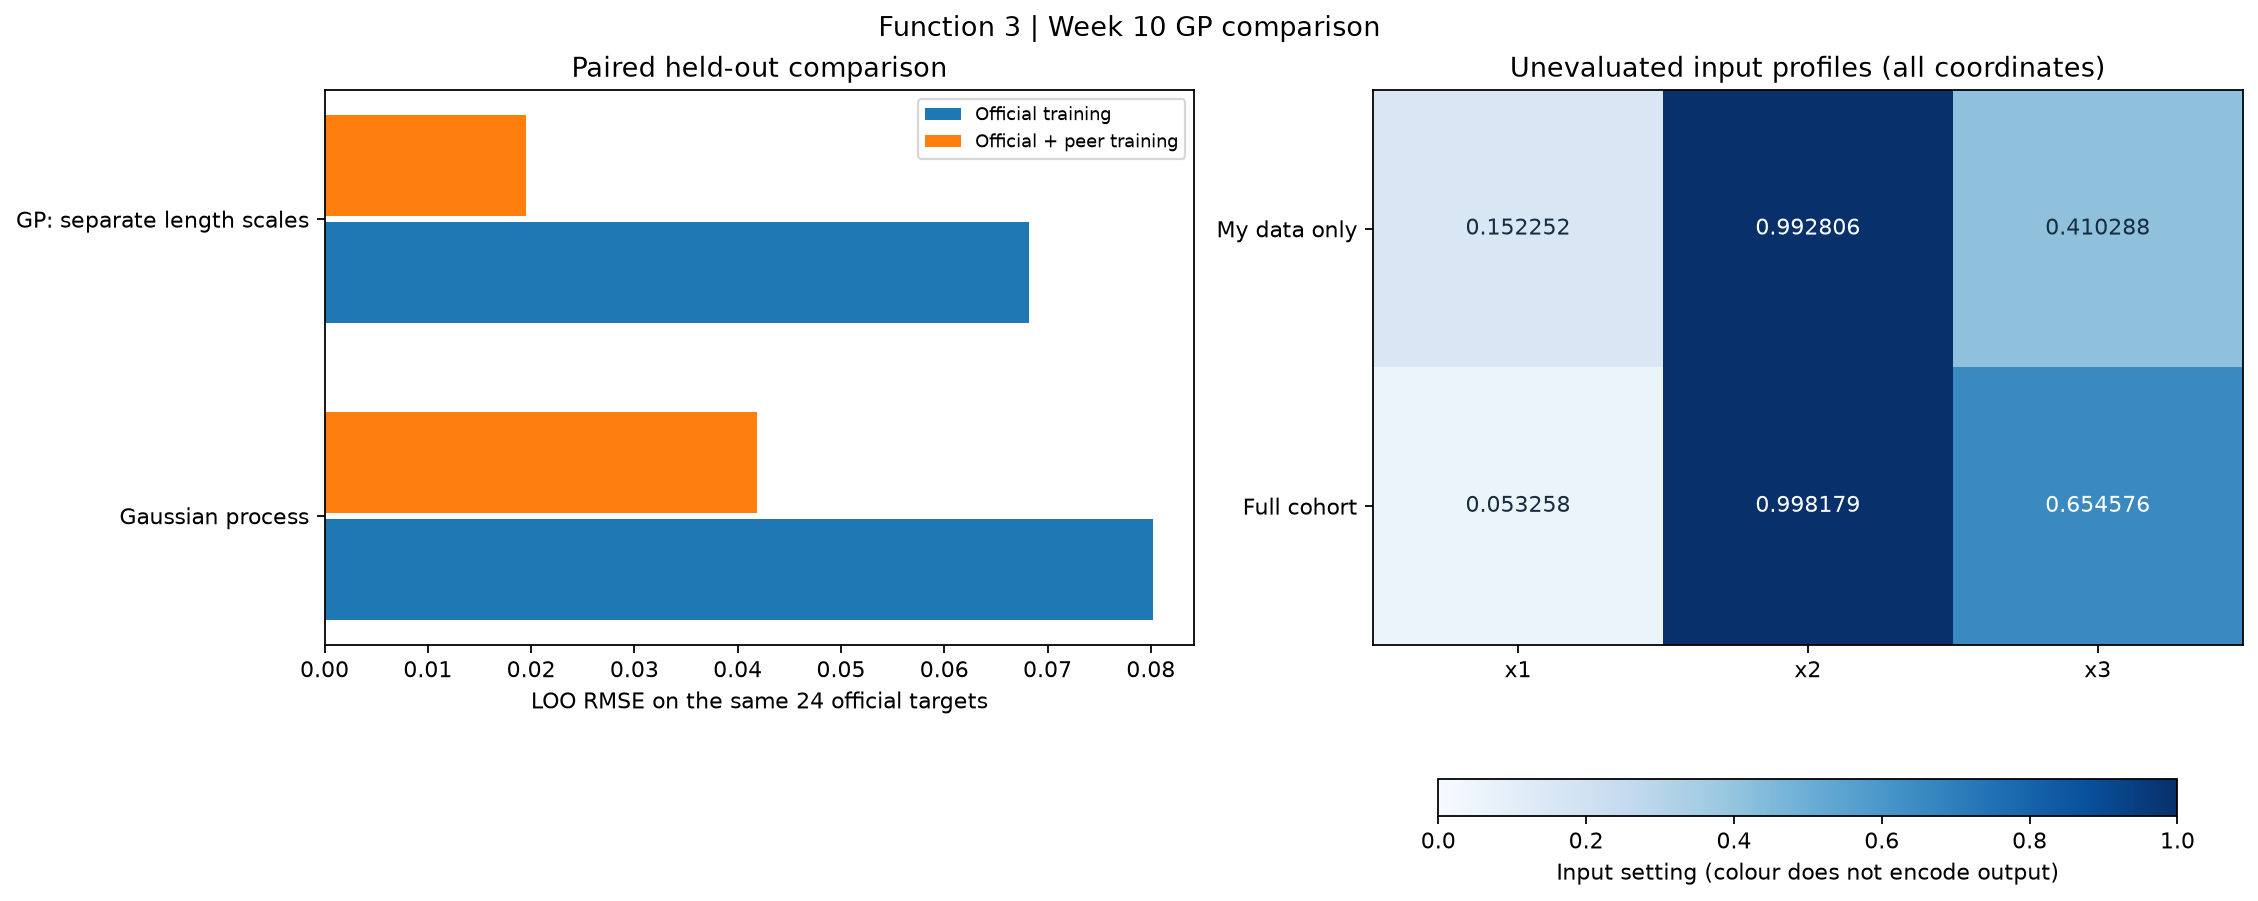 Function 3 | Week 10 GP comparison
Paired held-out comparison
Official training
Official + peer training
GP: separate length scales
Gaussian process
0.00 0.01 0.02 0.03 0.04 0.05 0.06 0.07 0.08
LOO RMSE on the same 24 official targets
Unevaluated input profiles (all coordinates)
My data only 0.152252 0.992806 0.410288
Full cohort 0.053258 0.998179 0.654576
x1 x2 x3
0.0 0.2 0.4 0.6 0.8 1.0
Input setting (colour does not encode output)